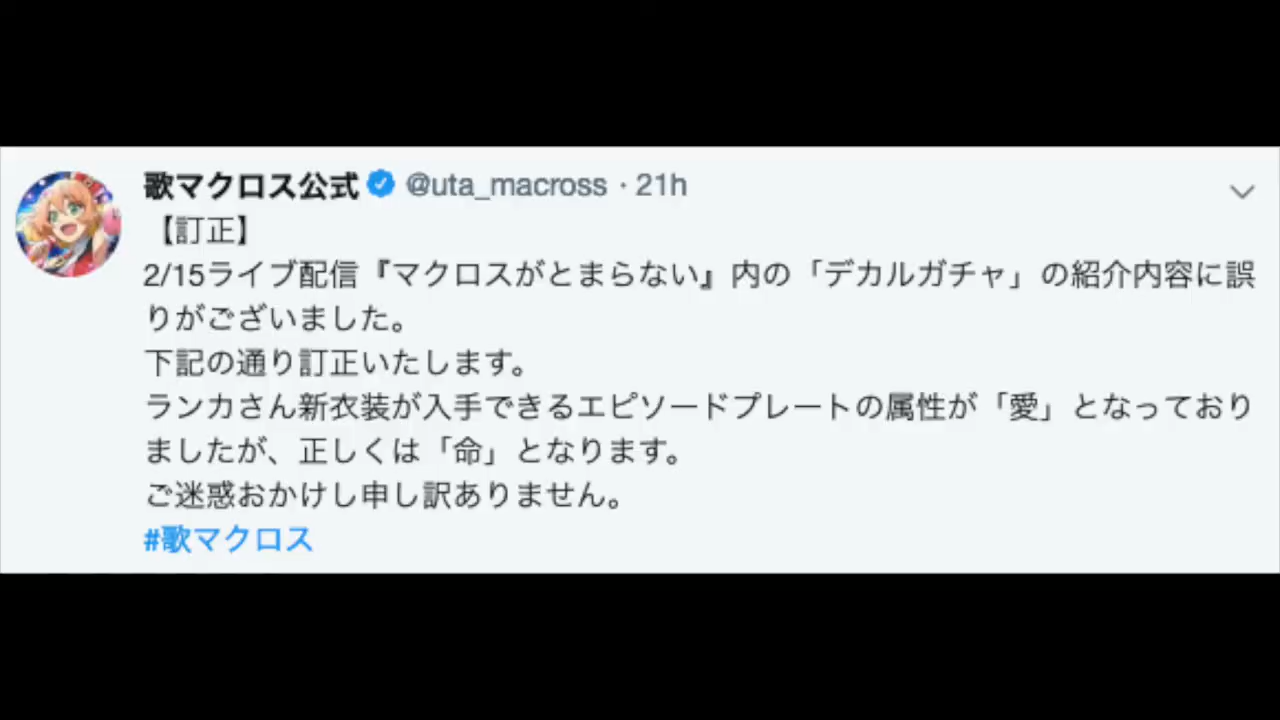 歌マクロス公式 @uta_macross · 21h
【訂正】
2/15ライブ配信『マクロスがとまらない』内の「デカルガチャ」の紹介内容に誤
りがございました。
下記の通り訂正いたします。
ランカさん新衣装が入手できるエピソードプレートの属性が「愛」となっており
ましたが、正しくは「命」となります。
ご迷惑おかけし申し訳ありません。
#歌マクロス